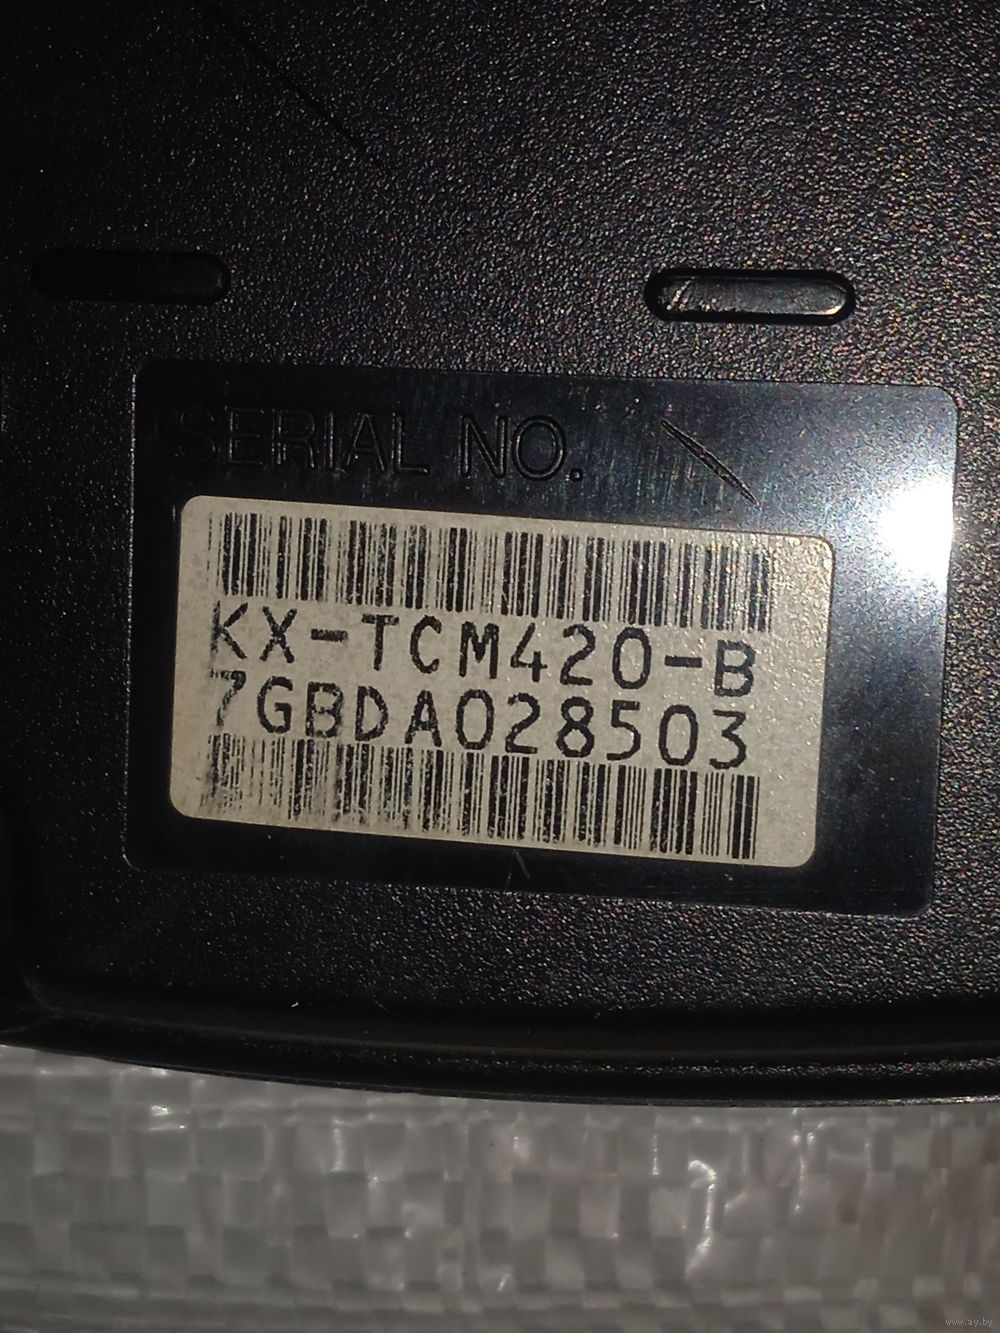 SERIAL NO.
KX-TCM420-B
7GBDA028503
www.ay.by